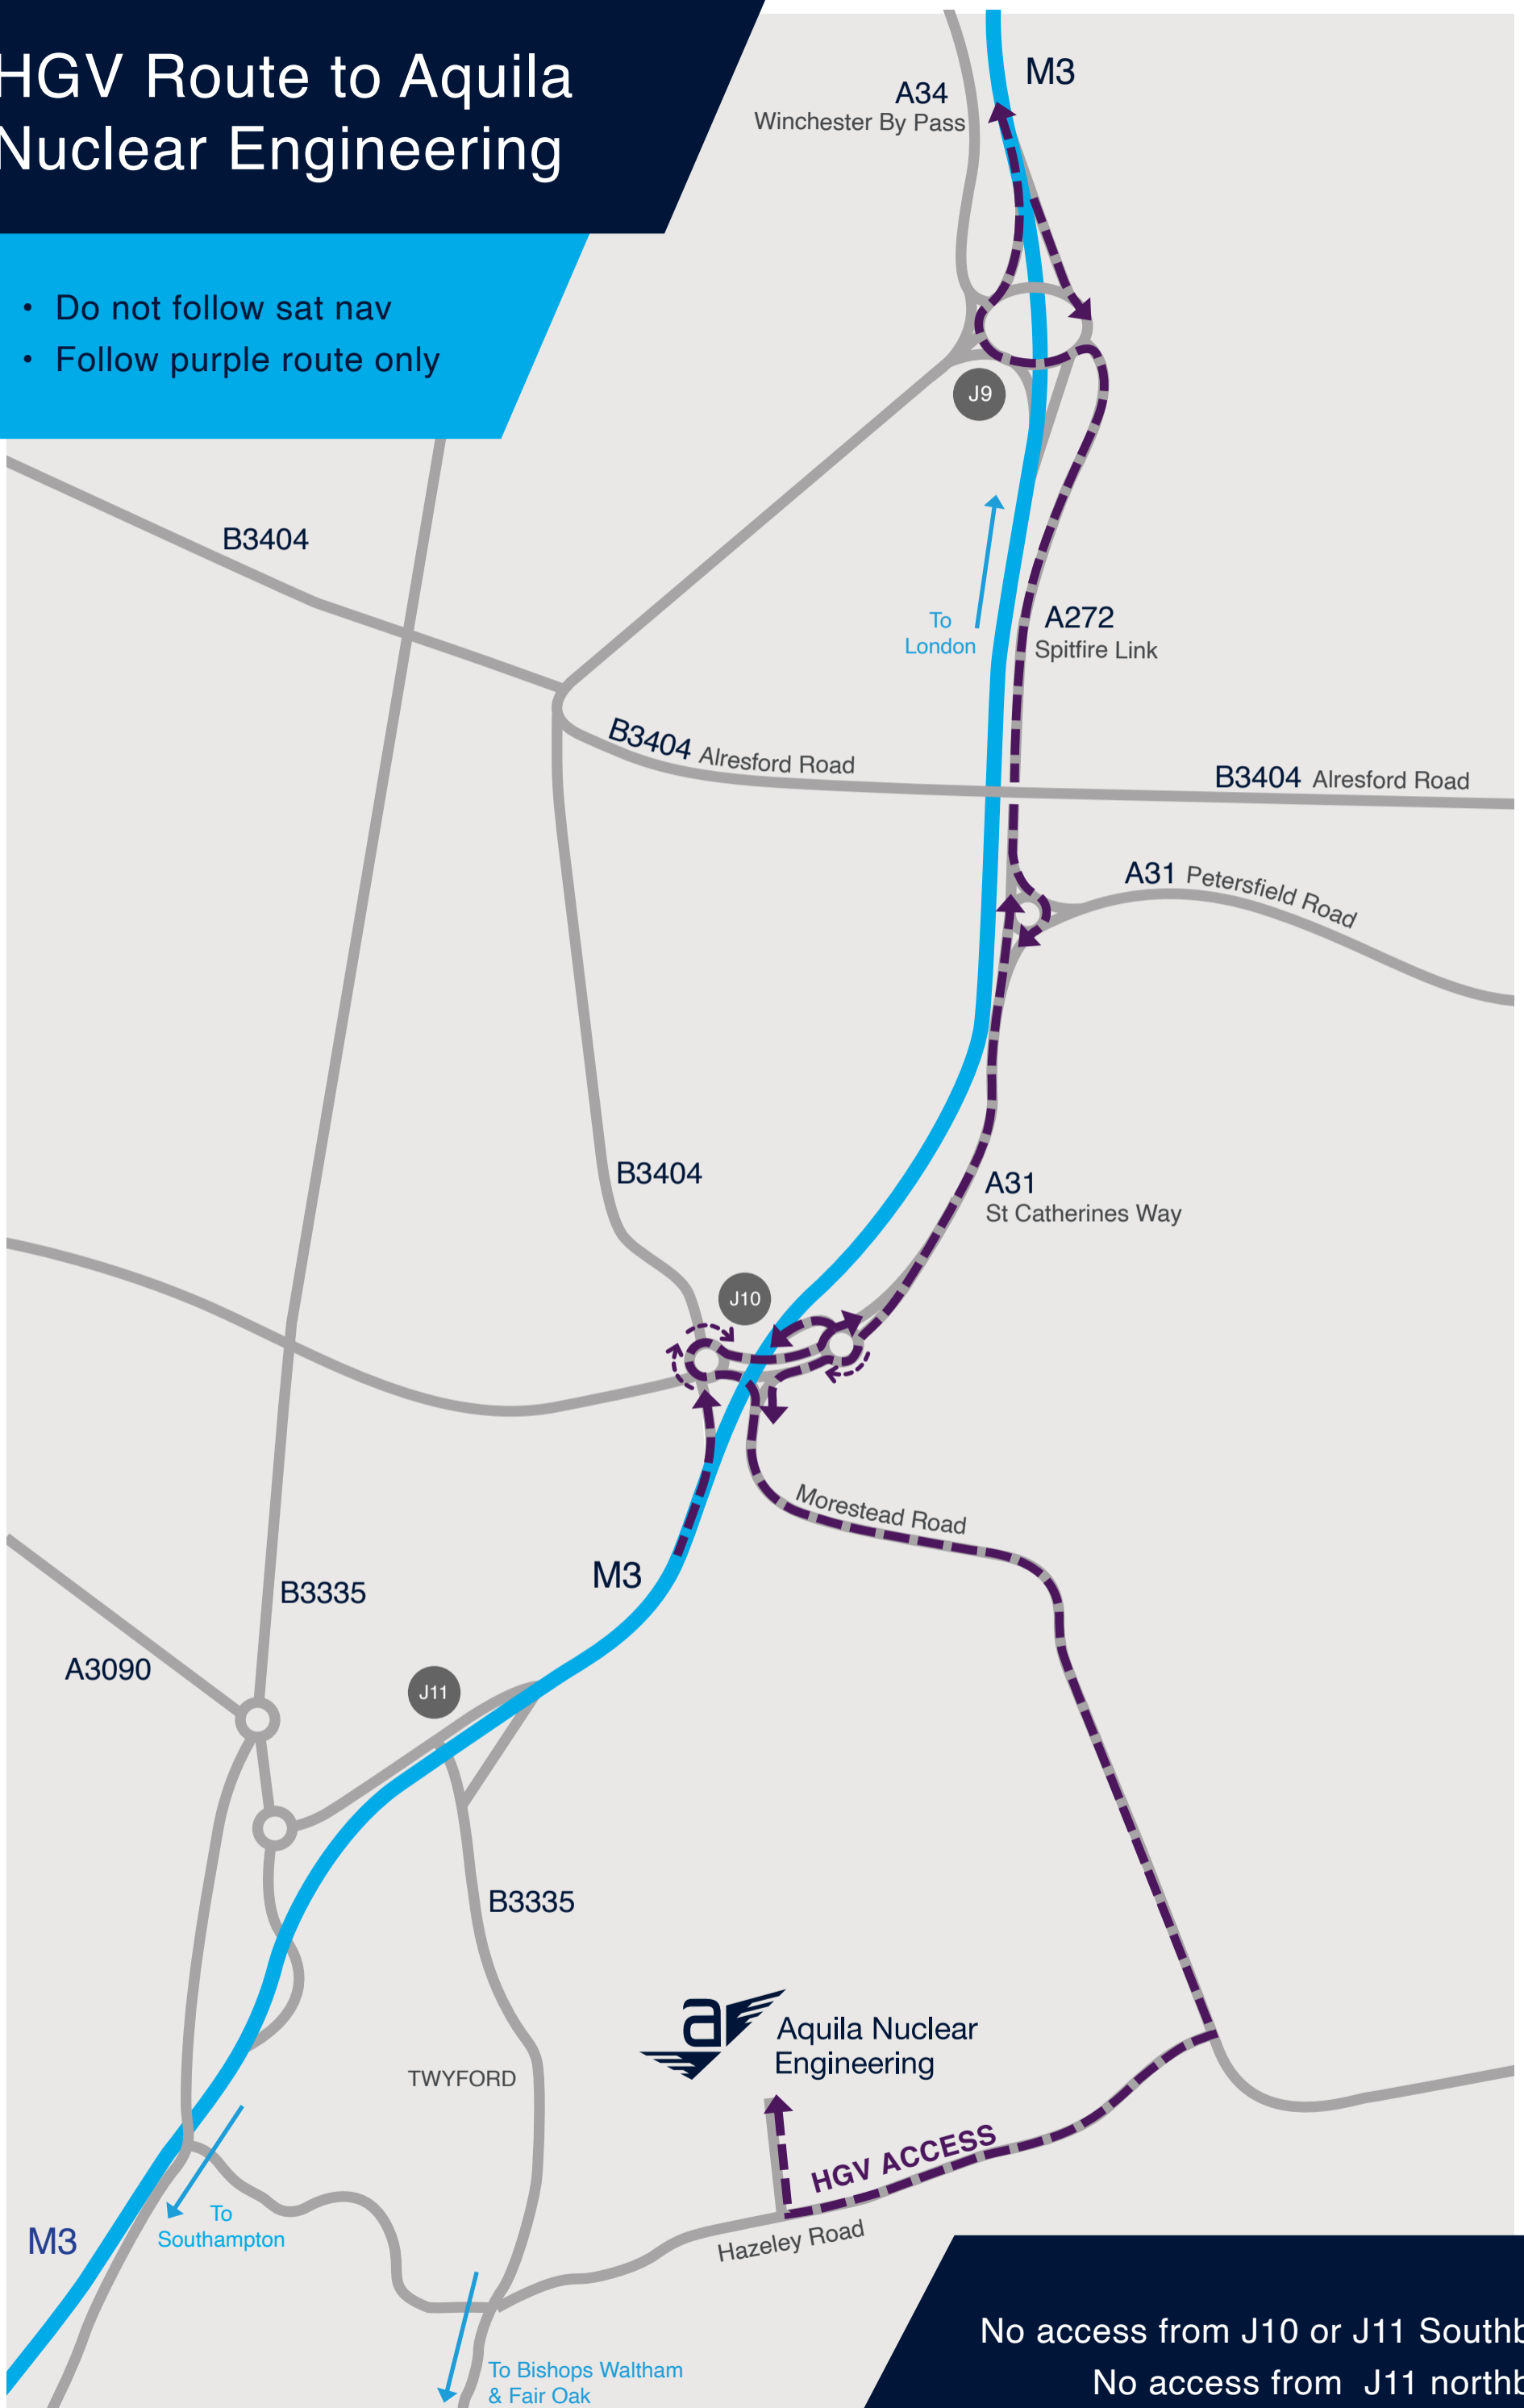 HGV Route to Aquila
Nuclear Engineering
• Do not follow sat nav
• Follow purple route only
M3
A34
Winchester By Pass
J9
B3404
To
London
A272
Spitfire Link
B3404 Alresford Road
B3404 Alresford Road
A31 Petersfield Road
B3404
A31
St Catherines Way
J10
Morestead Road
M3
B3335
A3090
J11
B3335
a
Aquila Nuclear
Engineering
TWYFORD
HGV ACCESS
To
Southampton
M3
Hazeley Road
No access from J10 or J11 Southb
To Bishops Waltham
& Fair Oak
No access from J11 northb